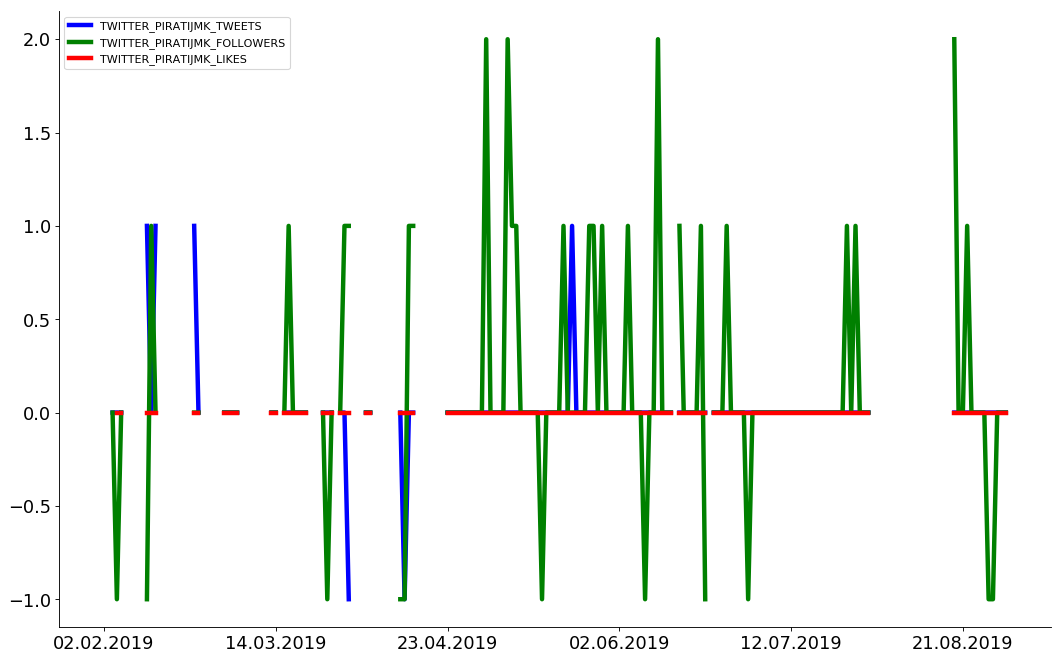 TWITTER_PIRATIJMK_TWEETS
TWITTER_PIRATIJMK_FOLLOWERS
TWITTER_PIRATIJMK_LIKES
2.0
1.5
1.0
0.5
0.0
−0.5
−1.0
02.02.2019 14.03.2019 23.04.2019 02.06.2019 12.07.2019 21.08.2019